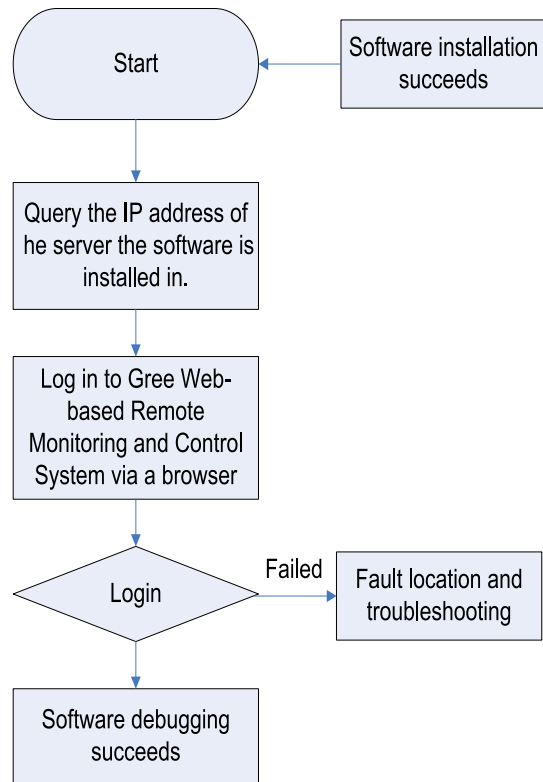 Start
Software installation
succeeds
Query the IP address of
he server the software is
installed in.
Log in to Gree Web-
based Remote
Monitoring and Control
System via a browser
Login
Failed
Fault location and
troubleshooting
Software debugging
succeeds